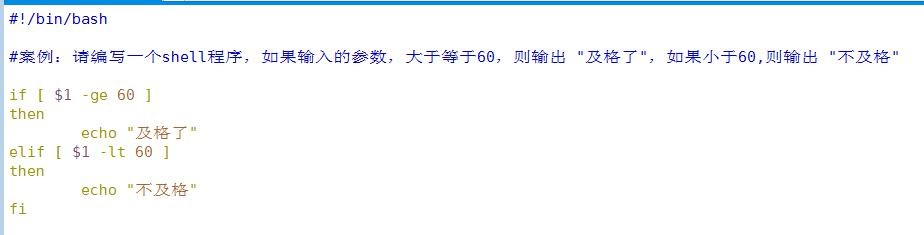 #!/bin/bash
#案例：请编写一个shell程序，如果输入的参数，大于等于60，则输出 "及格了"，如果小于60,则输出 "不及格"
if [ $1 -ge 60 ]
then
        echo "及格了"
elif [ $1 -lt 60 ]
then
        echo "不及格"
fi